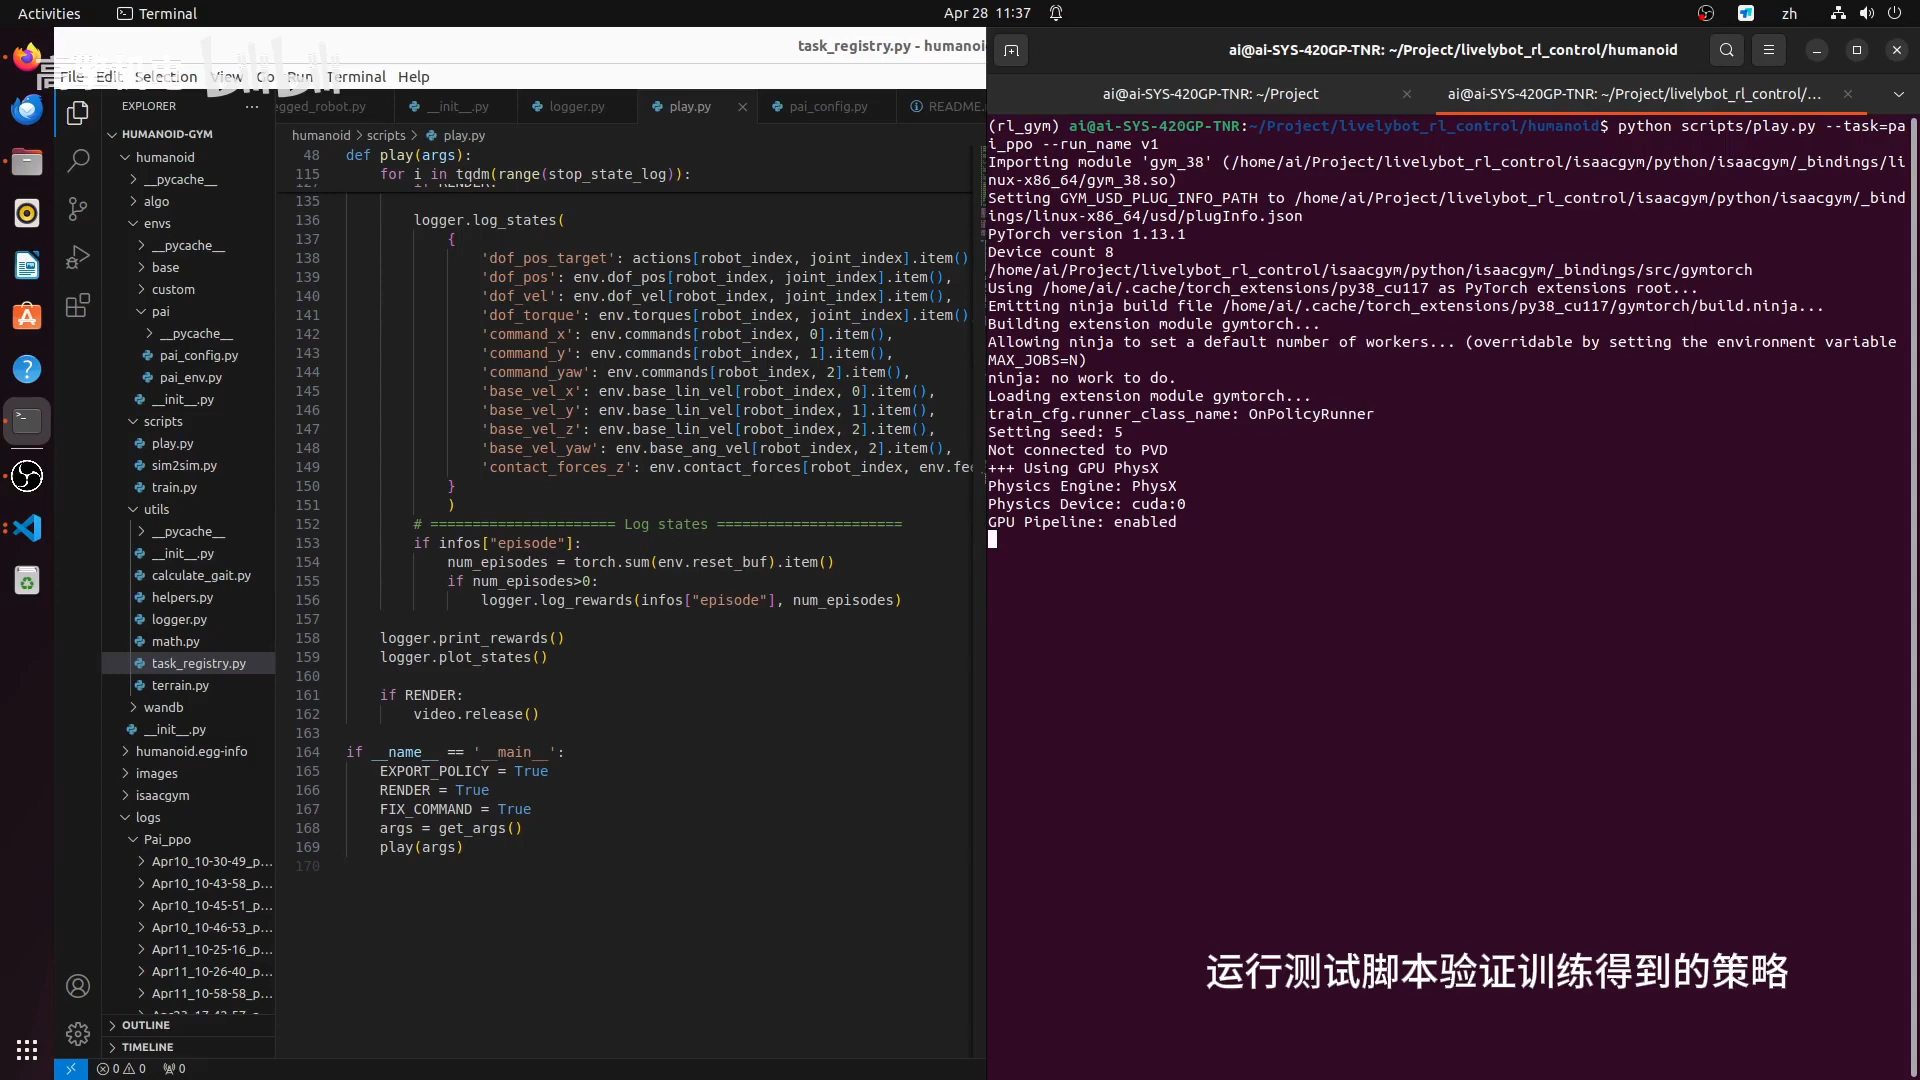 Activities
Terminal
Apr 28 11:37
zh
task_registry.py - humanoi
File Edit Selection View Go Run Terminal Help
EXPLORER
HUMANOID-GYM
humanoid
__pycache__
algo
envs
__pycache__
base
custom
pai
__pycache__
pai_config.py
pai_env.py
__init__.py
scripts
play.py
sim2sim.py
train.py
utils
__pycache__
__init__.py
calculate_gait.py
helpers.py
logger.py
math.py
task_registry.py
terrain.py
wandb
__init__.py
humanoid.egg-info
images
isaacgym
logs
Pai_ppo
Apr10_10-30-49_p...
Apr10_10-43-58_p...
Apr10_10-45-51_p...
Apr10_10-46-53_p...
Apr11_10-25-16_p...
Apr11_10-26-40_p...
Apr11_10-58-58_p...
OUTLINE
TIMELINE
0 0 0
egged_robot.py __init__.py logger.py play.py pai_config.py README.
humanoid > scripts > play.py
48 def play(args):
115 for i in tqdm(range(stop_state_log)):
127 if RENDER:
135
136 logger.log_states(
137 {
138 'dof_pos_target': actions[robot_index, joint_index].item()
139 'dof_pos': env.dof_pos[robot_index, joint_index].item(),
140 'dof_vel': env.dof_vel[robot_index, joint_index].item(),
141 'dof_torque': env.torques[robot_index, joint_index].item()
142 'command_x': env.commands[robot_index, 0].item(),
143 'command_y': env.commands[robot_index, 1].item(),
144 'command_yaw': env.commands[robot_index, 2].item(),
145 'base_vel_x': env.base_lin_vel[robot_index, 0].item(),
146 'base_vel_y': env.base_lin_vel[robot_index, 1].item(),
147 'base_vel_z': env.base_lin_vel[robot_index, 2].item(),
148 'base_vel_yaw': env.base_ang_vel[robot_index, 2].item(),
149 'contact_forces_z': env.contact_forces[robot_index, env.fee
150 }
151 )
152 # ====================== Log states ======================
153 if infos["episode"]:
154 num_episodes = torch.sum(env.reset_buf).item()
155 if num_episodes>0:
156 logger.log_rewards(infos["episode"], num_episodes)
157
158 logger.print_rewards()
159 logger.plot_states()
160
161 if RENDER:
162 video.release()
163
164 if __name__ == '__main__':
165 EXPORT_POLICY = True
166 RENDER = True
167 FIX_COMMAND = True
168 args = get_args()
169 play(args)
170
ai@ai-SYS-420GP-TNR: ~/Project/livelybot_rl_control/humanoid
ai@ai-SYS-420GP-TNR: ~/Project
ai@ai-SYS-420GP-TNR: ~/Project/livelybot_rl_control/...
(rl_gym) ai@ai-SYS-420GP-TNR:~/Project/livelybot_rl_control/humanoid$ python scripts/play.py --task=pa
i_ppo --run_name v1
Importing module 'gym_38' (/home/ai/Project/livelybot_rl_control/isaacgym/python/isaacgym/_bindings/li
nux-x86_64/gym_38.so)
Setting GYM_USD_PLUG_INFO_PATH to /home/ai/Project/livelybot_rl_control/isaacgym/python/isaacgym/_bind
ings/linux-x86_64/usd/plugInfo.json
PyTorch version 1.13.1
Device count 8
/home/ai/Project/livelybot_rl_control/isaacgym/python/isaacgym/_bindings/src/gymtorch
Using /home/ai/.cache/torch_extensions/py38_cu117 as PyTorch extensions root...
Emitting ninja build file /home/ai/.cache/torch_extensions/py38_cu117/gymtorch/build.ninja...
Building extension module gymtorch...
Allowing ninja to set a default number of workers... (overridable by setting the environment variable
MAX_JOBS=N)
ninja: no work to do.
Loading extension module gymtorch...
train_cfg.runner_class_name: OnPolicyRunner
Setting seed: 5
Not connected to PVD
+++ Using GPU PhysX
Physics Engine: PhysX
Physics Device: cuda:0
GPU Pipeline: enabled
运行测试脚本验证训练得到的策略